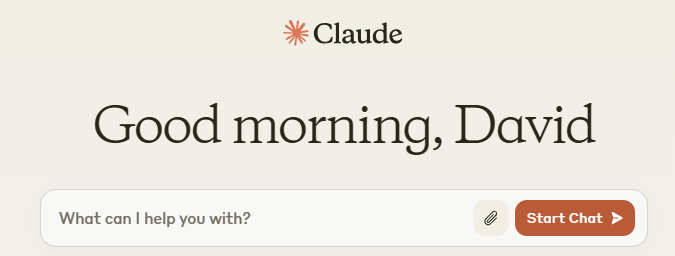 Claude
Good morning, David
What can I help you with?
Start Chat